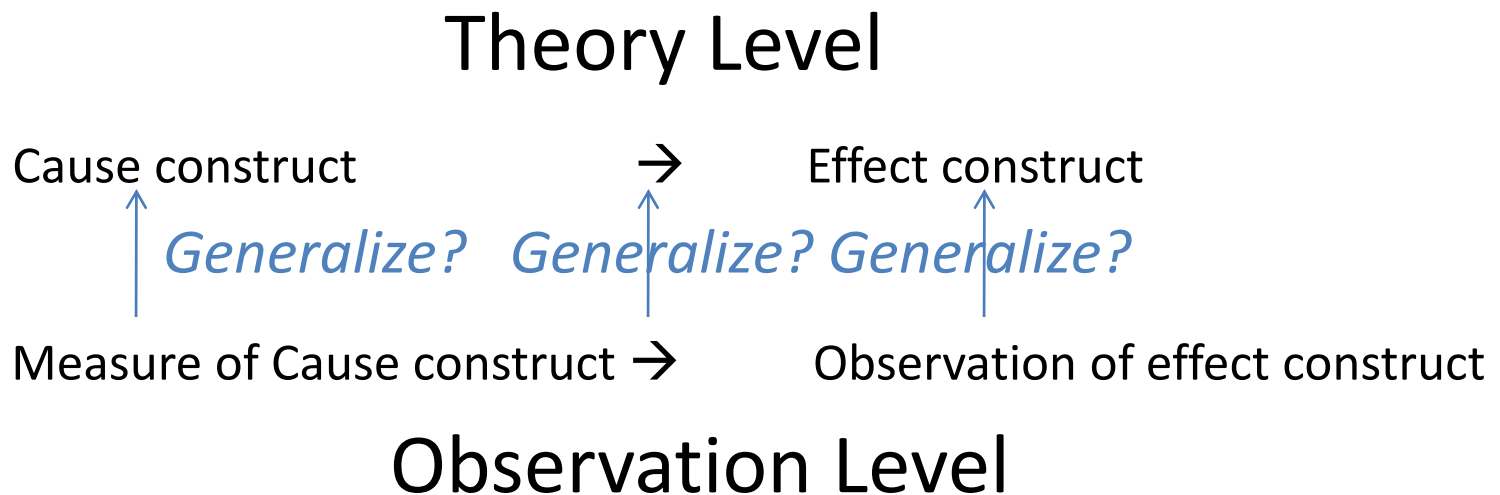 Theory Level
Cause construct → Effect construct
Generalize? Generalize? Generalize?
Measure of Cause construct → Observation of effect construct
Observation Level